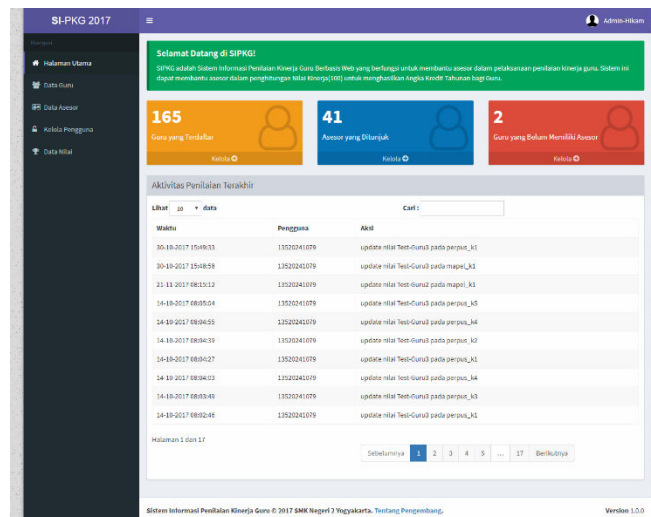 SI-PKG 2017
Admin-Hikam
Navigasi
Halaman Utama
Data Guru
Data Asesor
Kelola Pengguna
Data Nilai
Selamat Datang di SIPKG!
SIPKG adalah Sistem Informasi Penilaian Kinerja Guru Berbasis Web yang berfungsi untuk membantu asesor dalam pelaksanaan penilaian kinerja guru. Sistem ini
dapat membantu asesor dalam penghitungan Nilai Kinerja(100) untuk menghasilkan Angka Kredit Tahunan bagi Guru.
165
Guru yang Terdaftar
Kelola
41
Asesor yang Ditunjuk
Kelola
2
Guru yang Belum Memiliki Asesor
Kelola
Aktivitas Penilaian Terakhir
Lihat 10 data
Cari :
Waktu Pengguna Aksi
30-10-2017 15:49:33 13520241079 update nilai Test-Guru3 pada perpus_k1
30-10-2017 15:48:58 13520241079 update nilai Test-Guru3 pada mapel_k1
21-11-2017 08:15:12 13520241079 update nilai Test-Guru2 pada mapel_k1
14-10-2017 08:05:04 13520241079 update nilai Test-Guru3 pada perpus_k5
14-10-2017 08:04:55 13520241079 update nilai Test-Guru3 pada perpus_k4
14-10-2017 08:04:39 13520241079 update nilai Test-Guru3 pada perpus_k2
14-10-2017 08:04:27 13520241079 update nilai Test-Guru3 pada perpus_k1
14-10-2017 08:04:03 13520241079 update nilai Test-Guru3 pada perpus_k4
14-10-2017 08:03:49 13520241079 update nilai Test-Guru3 pada perpus_k3
14-10-2017 08:02:46 13520241079 update nilai Test-Guru3 pada perpus_k1
Halaman 1 dari 17
Sebelumnya 1 2 3 4 5 ... 17 Berikutnya
Sistem Informasi Penilaian Kinerja Guru © 2017 SMK Negeri 2 Yogyakarta. Tentang Pengembang.
Version 1.0.0